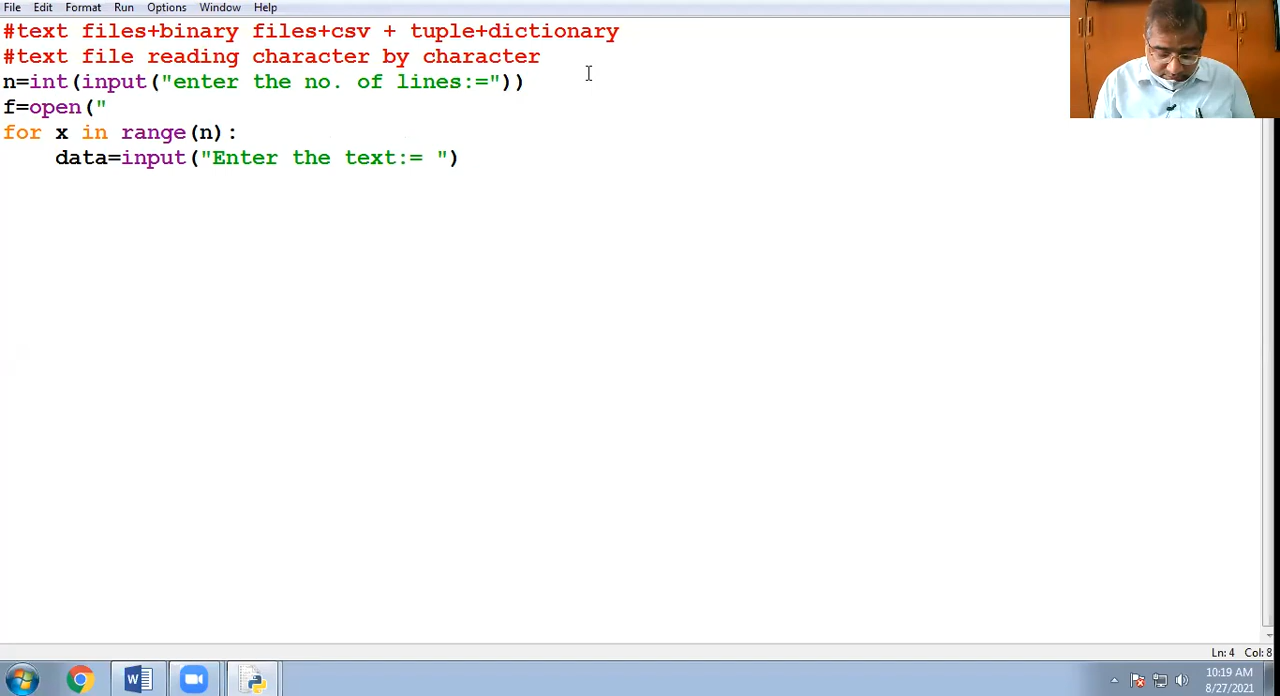 File Edit Format Run Options Window Help
#text files+binary files+csv + tuple+dictionary
#text file reading character by character
n=int(input("enter the no. of lines:="))
f=open("
for x in range(n):
    data=input("Enter the text:= ")
Ln: 4 Col: 8
W
10:19 AM
8/27/2021